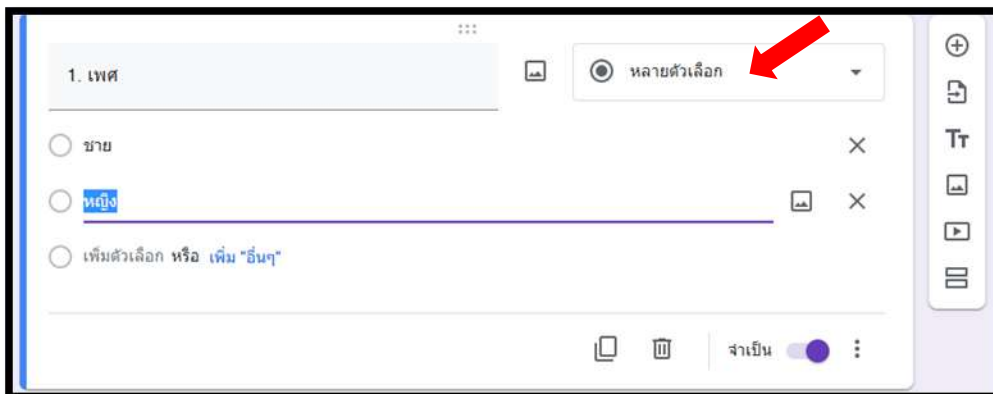 1. เพศ
หลายตัวเลือก
ชาย
หญิง
เพิ่มตัวเลือก หรือ เพิ่ม "อื่นๆ"
จำเป็น
Tт